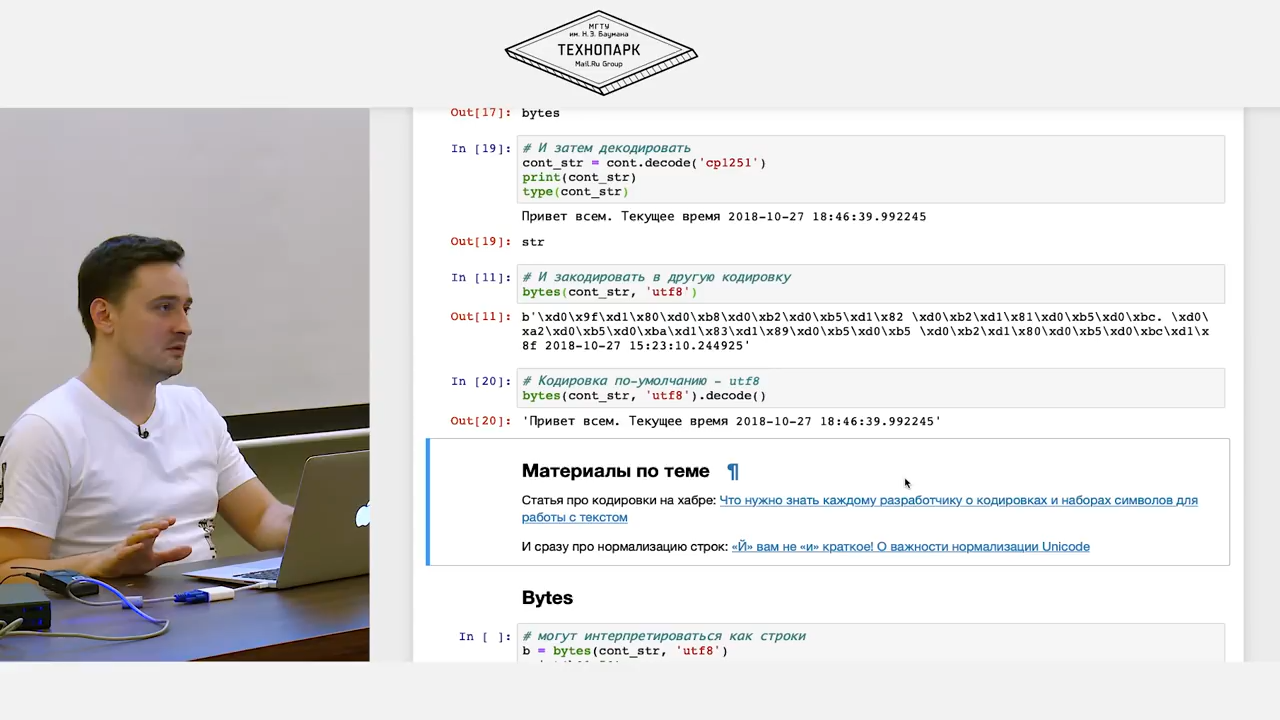 МГТУ
им. Н.Э. Баумана
ТЕХНОПАРК
Mail.Ru Group
Out[17]: bytes
In [19]: # И затем декодировать
cont_str = cont.decode('cp1251')
print(cont_str)
type(cont_str)
Привет всем. Текущее время 2018-10-27 18:46:39.992245
Out[19]: str
In [11]: # И закодировать в другую кодировку
bytes(cont_str, 'utf8')
Out[11]: b'\xd0\x9f\xd1\x80\xd0\xb8\xd0\xb2\xd0\xb5\xd1\x82 \xd0\xb2\xd1\x81\xd0\xb5\xd0\xbc. \xd0\
xa2\xd0\xb5\xd0\xba\xd1\x83\xd1\x89\xd0\xb5\xd0\xb5 \xd0\xb2\xd1\x80\xd0\xb5\xd0\xbc\xd1\x
8f 2018-10-27 15:23:10.244925'
In [20]: # Кодировка по-умолчанию - utf8
bytes(cont_str, 'utf8').decode()
Out[20]: 'Привет всем. Текущее время 2018-10-27 18:46:39.992245'
Материалы по теме ¶
Статья про кодировки на хабре: Что нужно знать каждому разработчику о кодировках и наборах символов для
работы с текстом
И сразу про нормализацию строк: «Й» вам не «и» краткое! О важности нормализации Unicode
Bytes
In [ ]: # могут интерпретироваться как строки
b = bytes(cont_str, 'utf8')